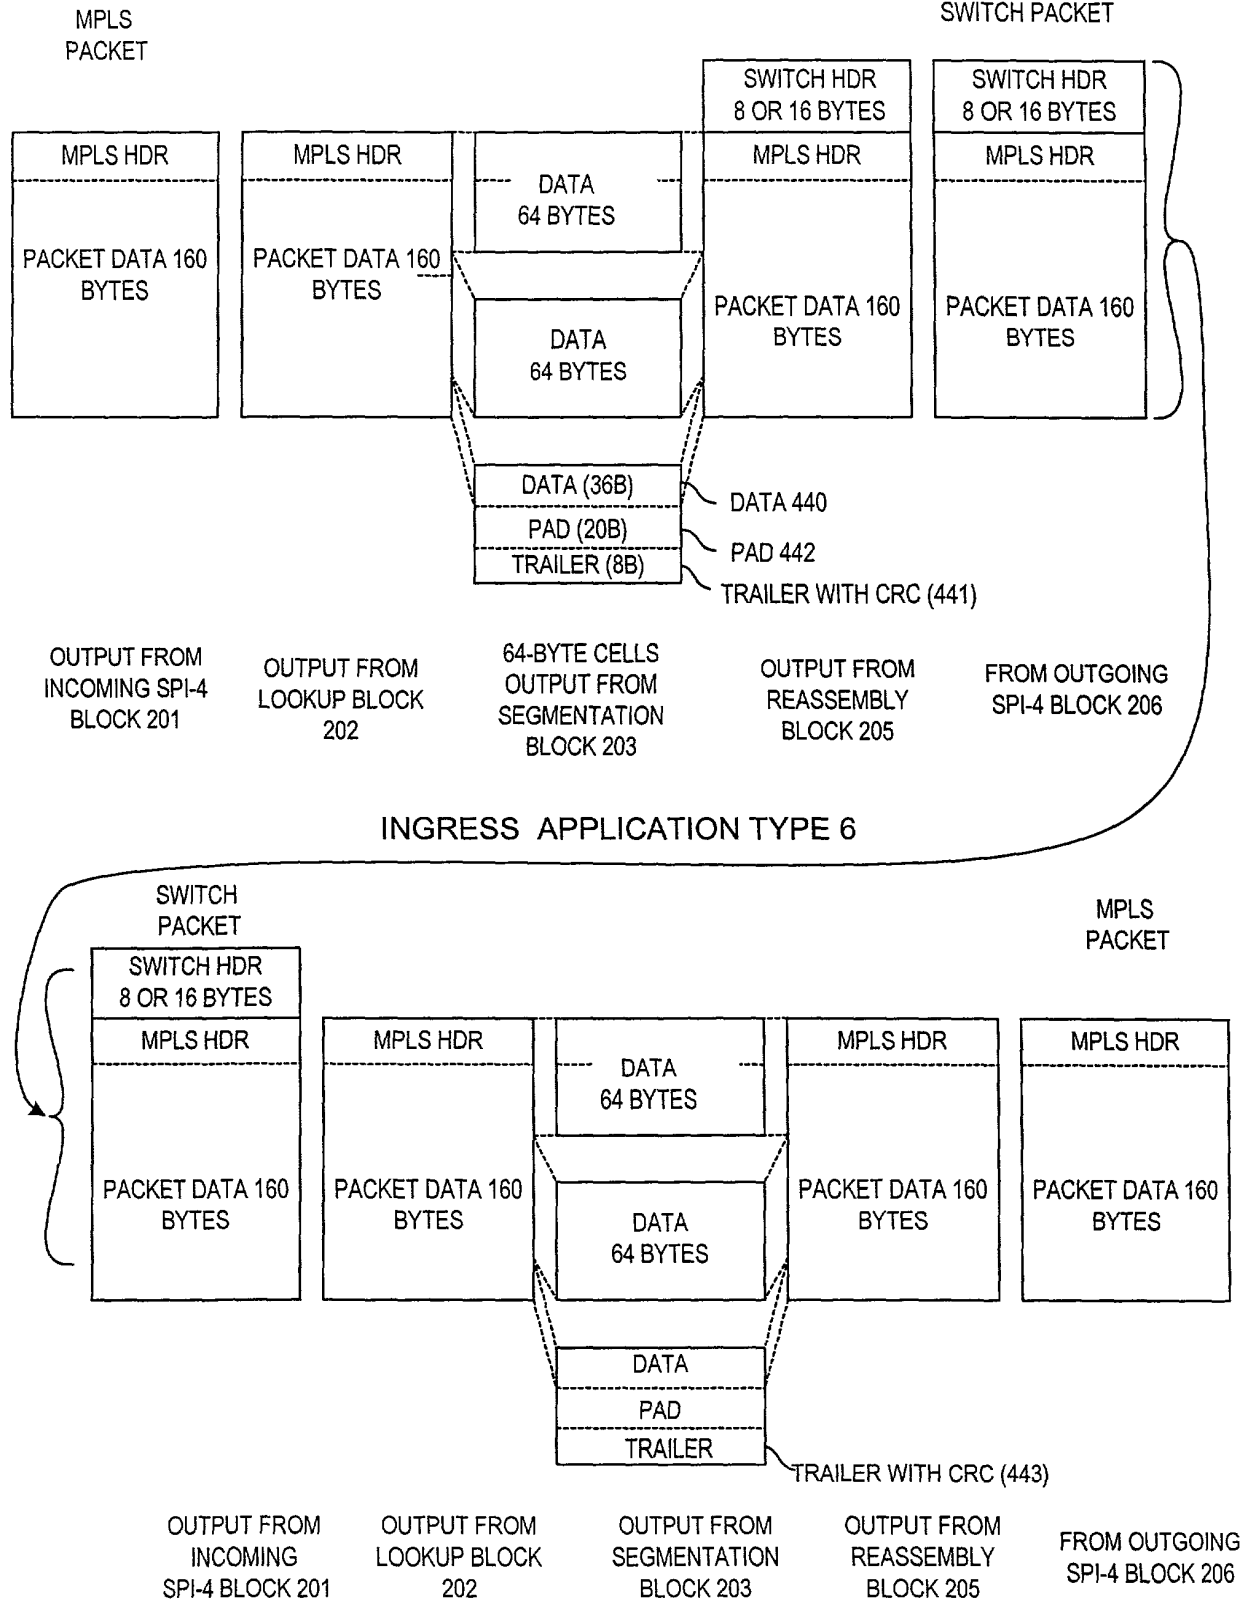 MPLS
PACKET
SWITCH PACKET
SWITCH HDR
8 OR 16 BYTES
SWITCH HDR
8 OR 16 BYTES
MPLS HDR
MPLS HDR
MPLS HDR
MPLS HDR
DATA
64 BYTES
PACKET DATA 160
BYTES
PACKET DATA 160
BYTES
DATA
64 BYTES
PACKET DATA 160
BYTES
PACKET DATA 160
BYTES
DATA (36B)
DATA 440
PAD (20B)
PAD 442
TRAILER (8B)
TRAILER WITH CRC (441)
OUTPUT FROM
INCOMING SPI-4
BLOCK 201
OUTPUT FROM
LOOKUP BLOCK
202
64-BYTE CELLS
OUTPUT FROM
SEGMENTATION
BLOCK 203
OUTPUT FROM
REASSEMBLY
BLOCK 205
FROM OUTGOING
SPI-4 BLOCK 206
INGRESS APPLICATION TYPE 6
SWITCH
PACKET
MPLS
PACKET
SWITCH HDR
8 OR 16 BYTES
MPLS HDR
MPLS HDR
MPLS HDR
MPLS HDR
DATA
64 BYTES
PACKET DATA 160
BYTES
PACKET DATA 160
BYTES
DATA
64 BYTES
PACKET DATA 160
BYTES
PACKET DATA 160
BYTES
DATA
PAD
TRAILER
TRAILER WITH CRC (443)
OUTPUT FROM
INCOMING
SPI-4 BLOCK 201
OUTPUT FROM
LOOKUP BLOCK
202
OUTPUT FROM
SEGMENTATION
BLOCK 203
OUTPUT FROM
REASSEMBLY
BLOCK 205
FROM OUTGOING
SPI-4 BLOCK 206